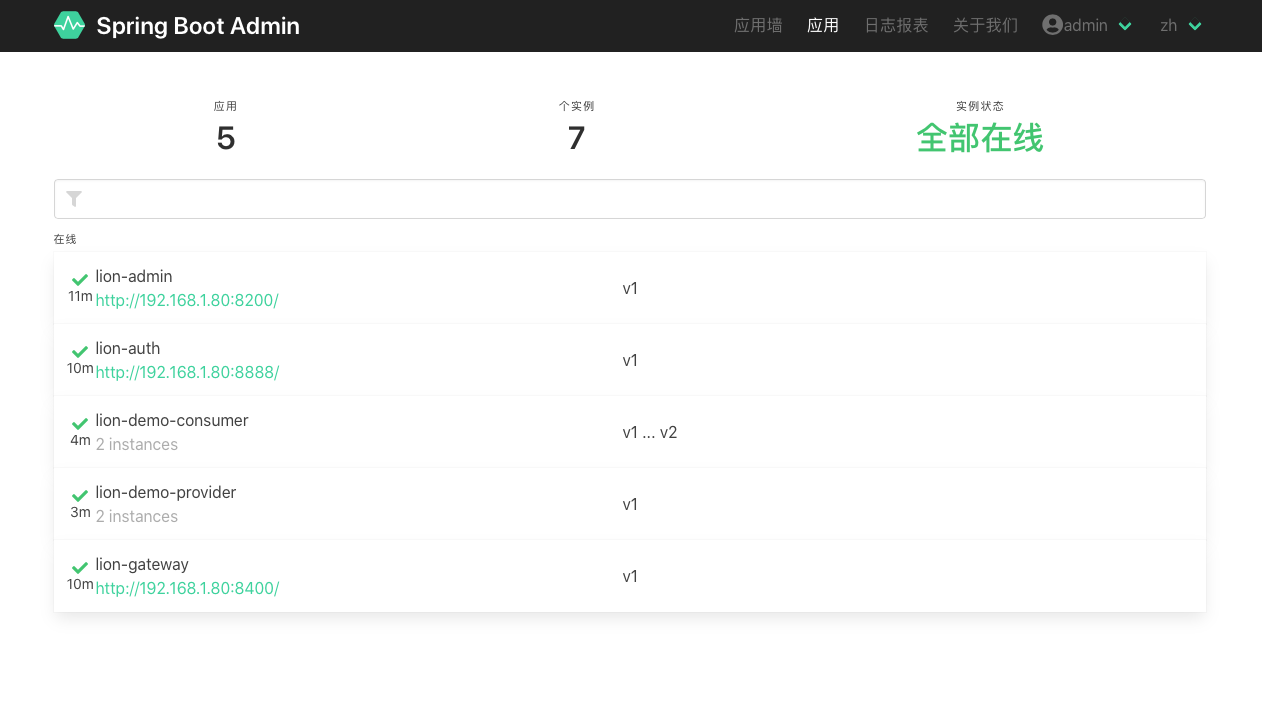 Spring Boot Admin
应用墙 应用 日志报表 关于我们 admin zh
应用 个实例 实例状态
5 7 全部在线
在线
lion-admin
11m http://192.168.1.80:8200/ v1
lion-auth
10m http://192.168.1.80:8888/ v1
lion-demo-consumer
4m 2 instances v1 ... v2
lion-demo-provider
3m 2 instances v1
lion-gateway
10m http://192.168.1.80:8400/ v1